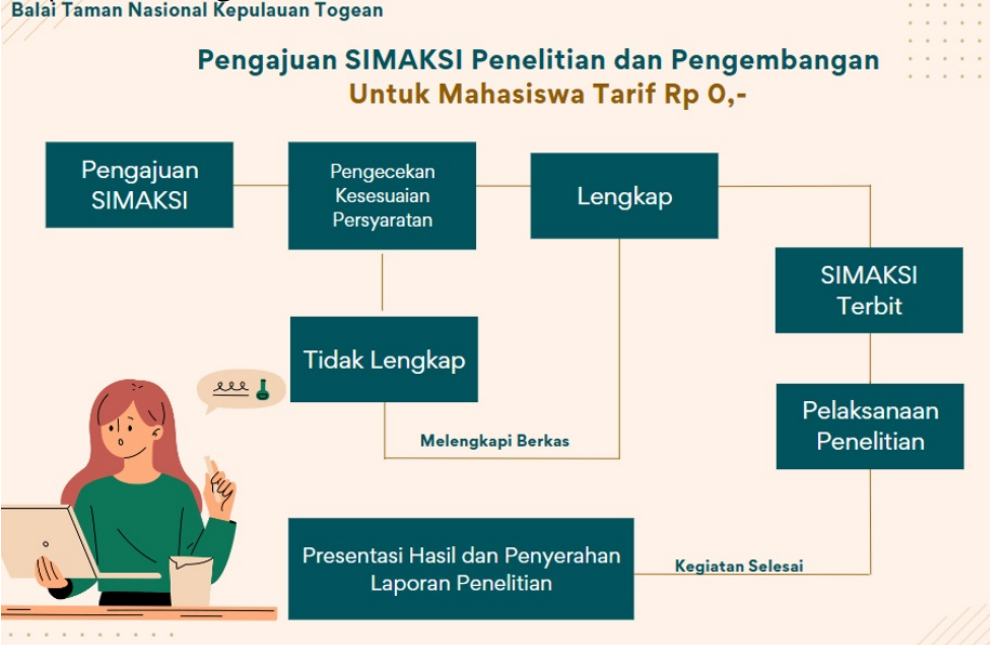 Balai Taman Nasional Kepulauan Togean
Pengajuan SIMAKSI Penelitian dan Pengembangan
Untuk Mahasiswa Tarif Rp 0,-
Pengajuan
SIMAKSI
Pengecekan
Kesesuaian
Persyaratan
Lengkap
SIMAKSI
Terbit
Tidak Lengkap
Melengkapi Berkas
Pelaksanaan
Penelitian
Kegiatan Selesai
Presentasi Hasil dan Penyerahan
Laporan Penelitian